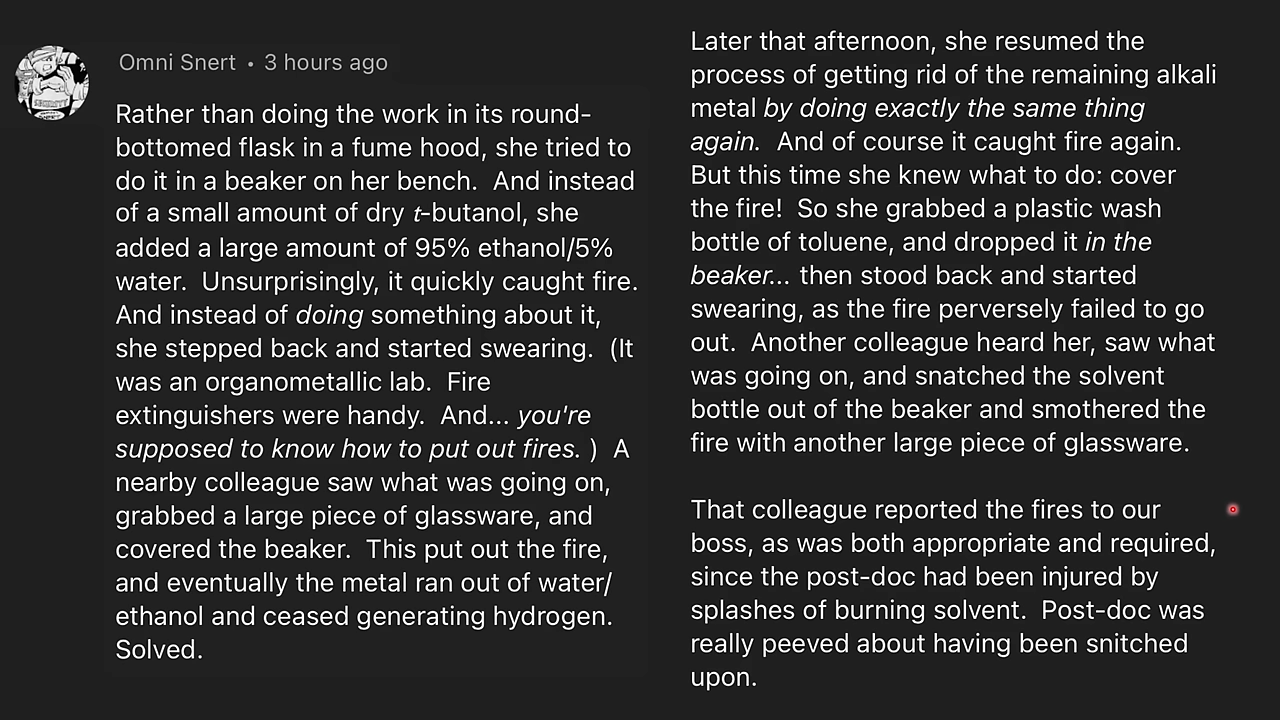 Omni Snert • 3 hours ago
Rather than doing the work in its round-
bottomed flask in a fume hood, she tried to
do it in a beaker on her bench.  And instead
of a small amount of dry t-butanol, she
added a large amount of 95% ethanol/5%
water.  Unsurprisingly, it quickly caught fire.
And instead of doing something about it,
she stepped back and started swearing.  (It
was an organometallic lab.  Fire
extinguishers were handy.  And... you're
supposed to know how to put out fires. )  A
nearby colleague saw what was going on,
grabbed a large piece of glassware, and
covered the beaker.  This put out the fire,
and eventually the metal ran out of water/
ethanol and ceased generating hydrogen.
Solved.
Later that afternoon, she resumed the
process of getting rid of the remaining alkali
metal by doing exactly the same thing
again.  And of course it caught fire again.
But this time she knew what to do: cover
the fire!  So she grabbed a plastic wash
bottle of toluene, and dropped it in the
beaker... then stood back and started
swearing, as the fire perversely failed to go
out.  Another colleague heard her, saw what
was going on, and snatched the solvent
bottle out of the beaker and smothered the
fire with another large piece of glassware.
That colleague reported the fires to our
boss, as was both appropriate and required,
since the post-doc had been injured by
splashes of burning solvent.  Post-doc was
really peeved about having been snitched
upon.